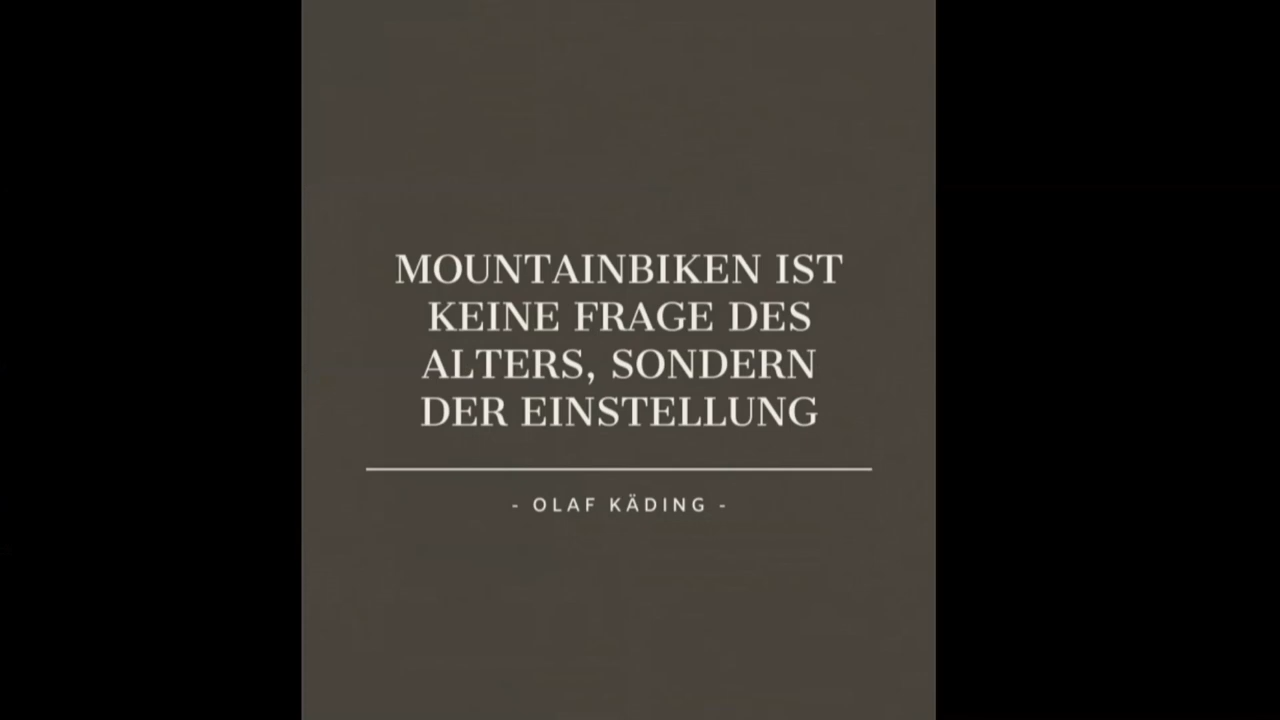 MOUNTAINBIKEN IST
KEINE FRAGE DES
ALTERS, SONDERN
DER EINSTELLUNG
- OLAF KÄDING -